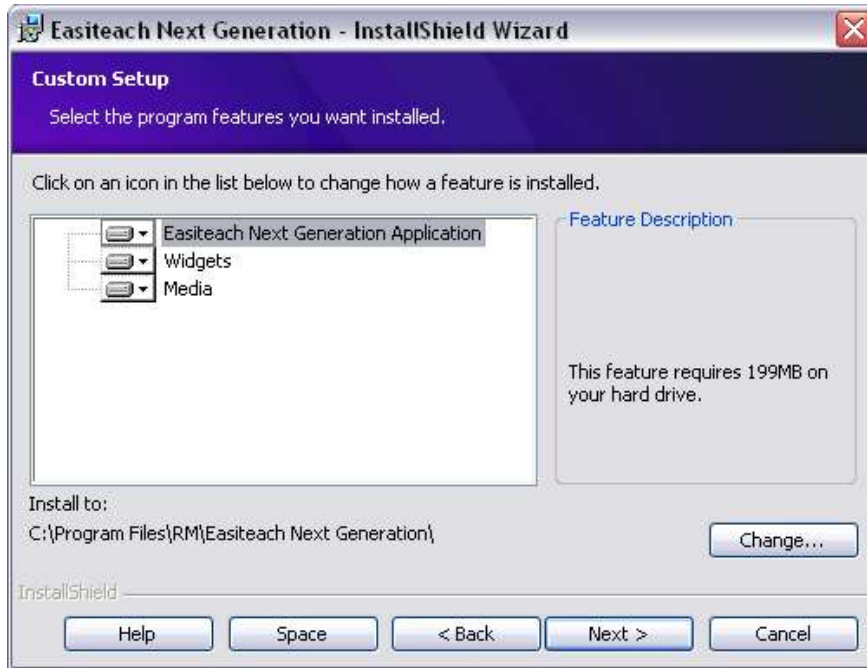 Easiteach Next Generation - InstallShield Wizard
Custom Setup
Select the program features you want installed.
Click on an icon in the list below to change how a feature is installed.
Easiteach Next Generation Application
Widgets
Media
Feature Description
This feature requires 199MB on
your hard drive.
Install to:
C:\Program Files\RM\Easiteach Next Generation\
Change...
InstallShield
Help
Space
< Back
Next >
Cancel